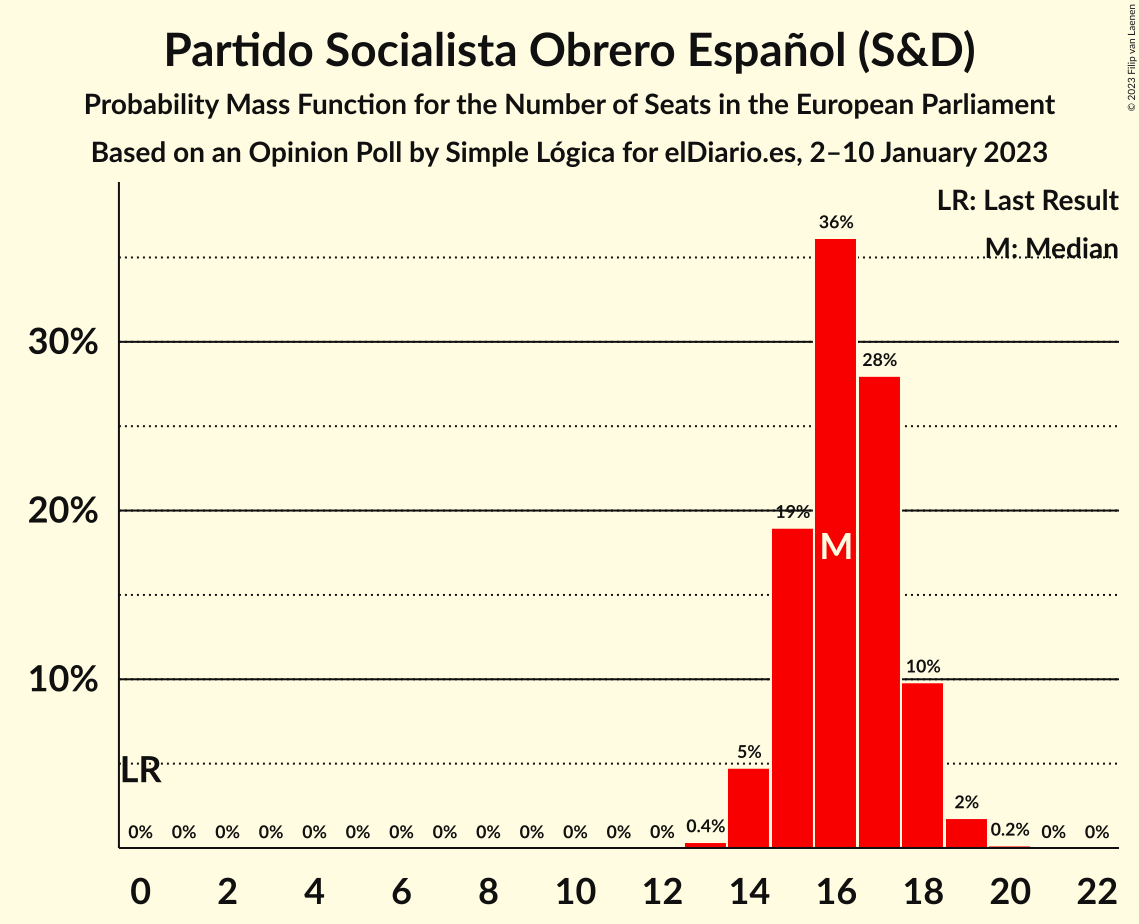 Partido Socialista Obrero Español (S&D)
Probability Mass Function for the Number of Seats in the European Parliament
Based on an Opinion Poll by Simple Lógica for elDiario.es, 2–10 January 2023
© 2023 Filip van Laenen
LR: Last Result
M: Median
36%
30%
28%
20%
19%
M
10%
10%
5%
LR
2%
0% 0% 0% 0% 0% 0% 0% 0% 0% 0% 0% 0% 0% 0.4% 0.2% 0% 0%
0 2 4 6 8 10 12 14 16 18 20 22